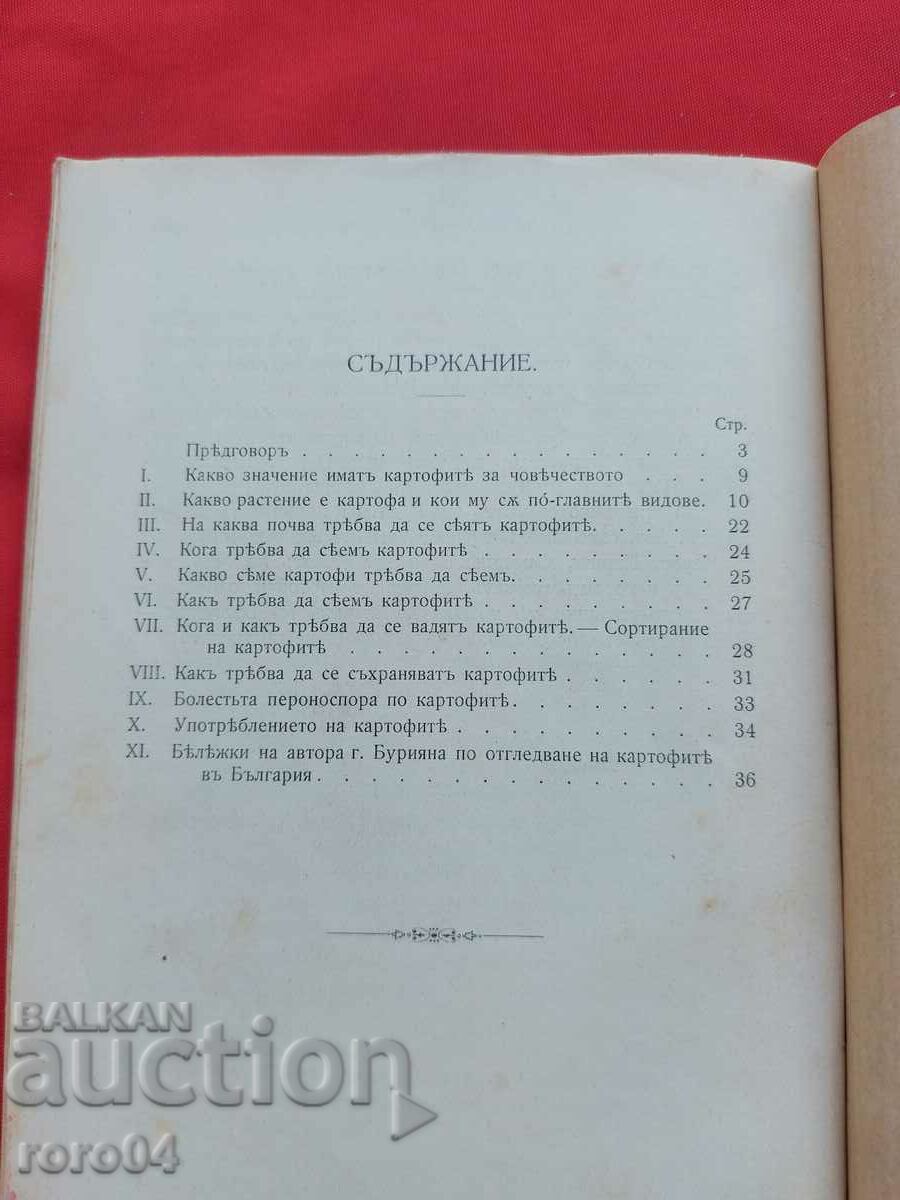 СЪДЪРЖАНИЕ.
Стр.
Прѣдговоръ . . . . . . . . . . . . . . . . . 3
I. Какво значение иматъ картофитѣ за човѣчеството . . . 9
II. Какво растение е картофа и кои му сѫ по́-главнитѣ видове. 10
III. На каква почва трѣбва да се сѣятъ картофитѣ. . . . . 22
IV. Кога трѣбва да сѣемъ картофитѣ . . . . . . . . . . 24
V. Какво сѣме картофи трѣбва да сѣемъ. . . . . . . . . 25
VI. Какъ трѣбва да сѣемъ картофитѣ . . . . . . . . . . 27
VII. Кога и какъ трѣбва да се вадятъ картофитѣ. — Сортирание
на картофитѣ . . . . . . . . . . . . . . . 28
VIII. Какъ трѣбва да се съхраняватъ картофитѣ . . . . . . 31
IX. Болестьта пероноспора по картофитѣ. . . . . . . . . 33
X. Употрѣблението на картофитѣ . . . . . . . . . . . 34
XI. Бѣлѣжки на автора г. Бурияна по отгледване на картофитѣ
въ България . . . . . . . . . . . . . . . . 36
BALKAN
auction
roro04